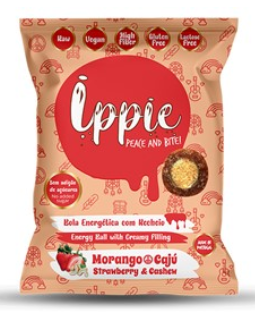 Raw
Vegan
High Fiber
Gluten Free
Lactose Free
Ippie
PEACE AND BITE!
Sem adição de açúcares
No added sugar
Bola Energética com Recheio
Energy Ball with Creamy Filling
Morango Cajú
Strawberry & Cashew